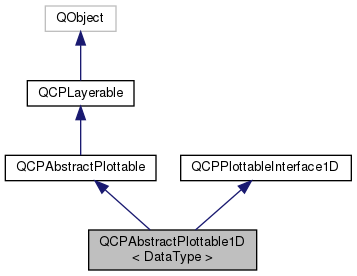 QObject
QCPLayerable
QCPAbstractPlottable
QCPPlottableInterface1D
QCPAbstractPlottable1D
< DataType >